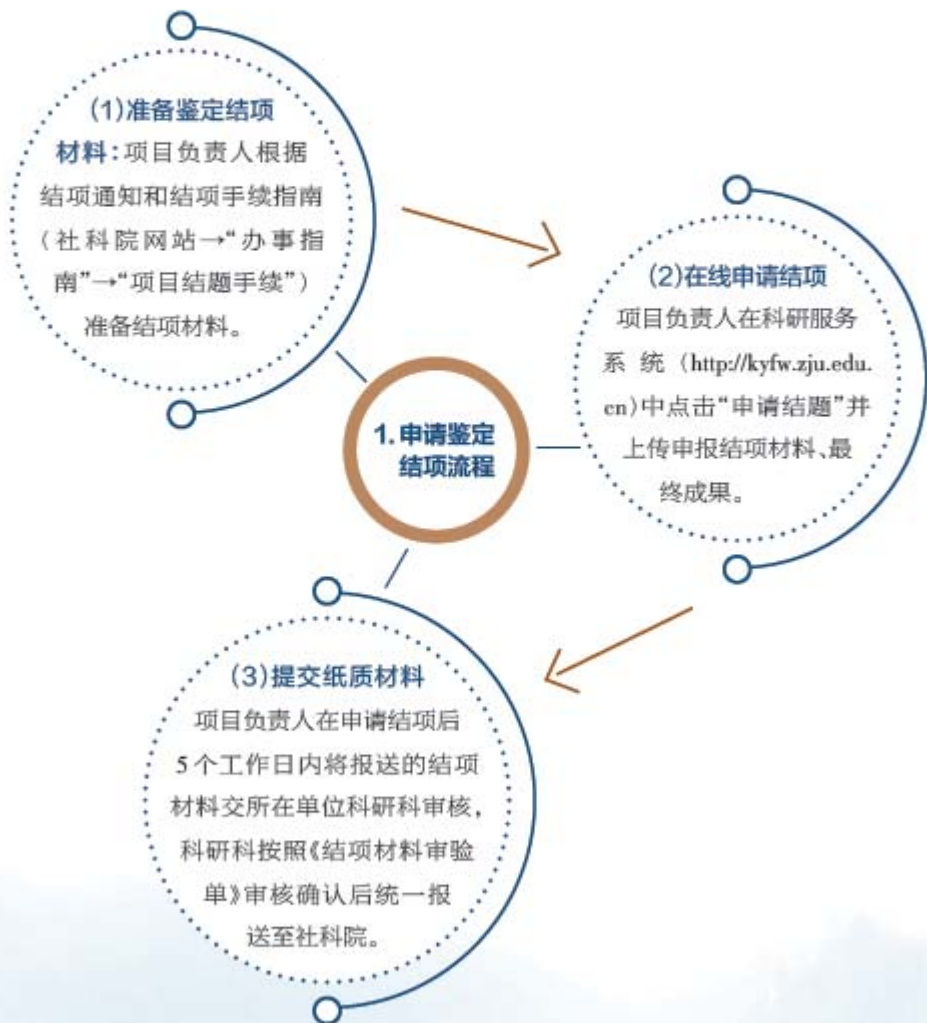 (1)准备鉴定结项
材料:项目负责人根据
结项通知和结项手续指南
(社科院网站→“办事指
南”→“项目结题手续”)
准备结项材料。
(2)在线申请结项
项目负责人在科研服务
系统(http://kyfw.zju.edu.
cn)中点击“申请结题”并
上传申报结项材料、最
终成果。
1.申请鉴定
结项流程
(3)提交纸质材料
项目负责人在申请结项后
5个工作日内将报送的结项
材料交所在单位科研科审核,
科研科按照《结项材料审验
单》审核确认后统一报
送至社科院。